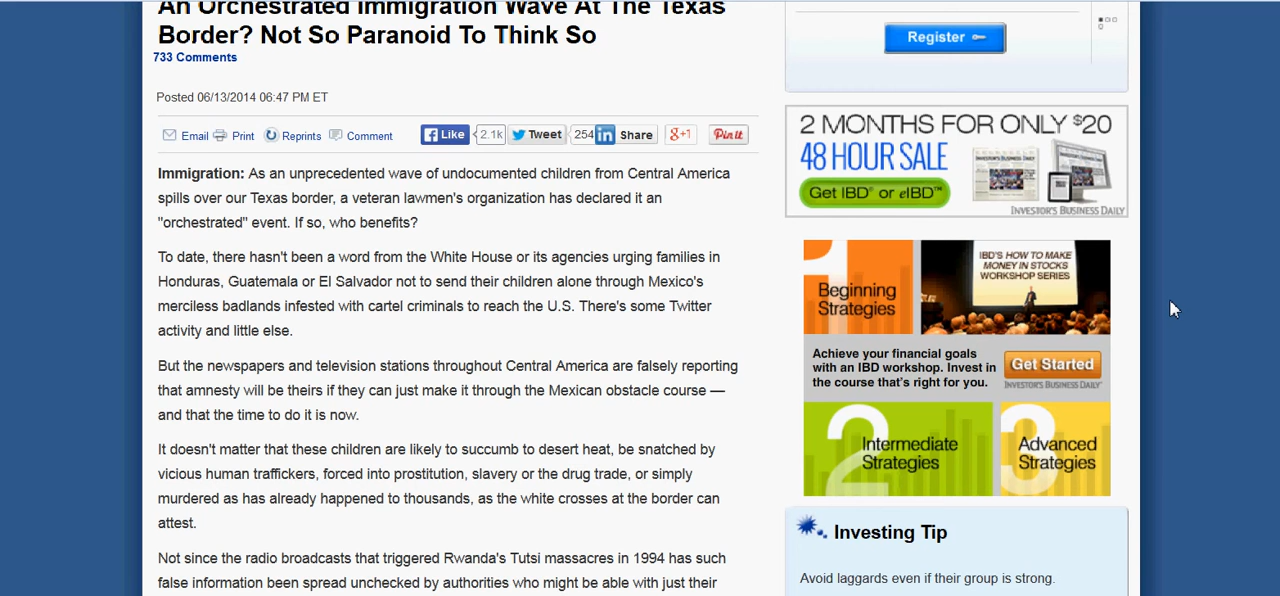 An Orchestrated Immigration Wave At The Texas
Border? Not So Paranoid To Think So
733 Comments
Posted 06/13/2014 06:47 PM ET
Email Print Reprints Comment Like 2.1k Tweet 254 Share +1 Pin it
Immigration: As an unprecedented wave of undocumented children from Central America
spills over our Texas border, a veteran lawmen's organization has declared it an
"orchestrated" event. If so, who benefits?
To date, there hasn't been a word from the White House or its agencies urging families in
Honduras, Guatemala or El Salvador not to send their children alone through Mexico's
merciless badlands infested with cartel criminals to reach the U.S. There's some Twitter
activity and little else.
But the newspapers and television stations throughout Central America are falsely reporting
that amnesty will be theirs if they can just make it through the Mexican obstacle course —
and that the time to do it is now.
It doesn't matter that these children are likely to succumb to desert heat, be snatched by
vicious human traffickers, forced into prostitution, slavery or the drug trade, or simply
murdered as has already happened to thousands, as the white crosses at the border can
attest.
Not since the radio broadcasts that triggered Rwanda's Tutsi massacres in 1994 has such
false information been spread unchecked by authorities who might be able with just their
Register
2 MONTHS FOR ONLY $20
48 HOUR SALE
Get IBD® or eIBD™
INVESTOR'S BUSINESS DAILY
1
Beginning
Strategies
IBD'S HOW TO MAKE
MONEY IN STOCKS
WORKSHOP SERIES
Achieve your financial goals
with an IBD workshop. Invest in
the course that's right for you.
Get Started
INVESTOR'S BUSINESS DAILY
2
Intermediate
Strategies
3
Advanced
Strategies
Investing Tip
Avoid laggards even if their group is strong.